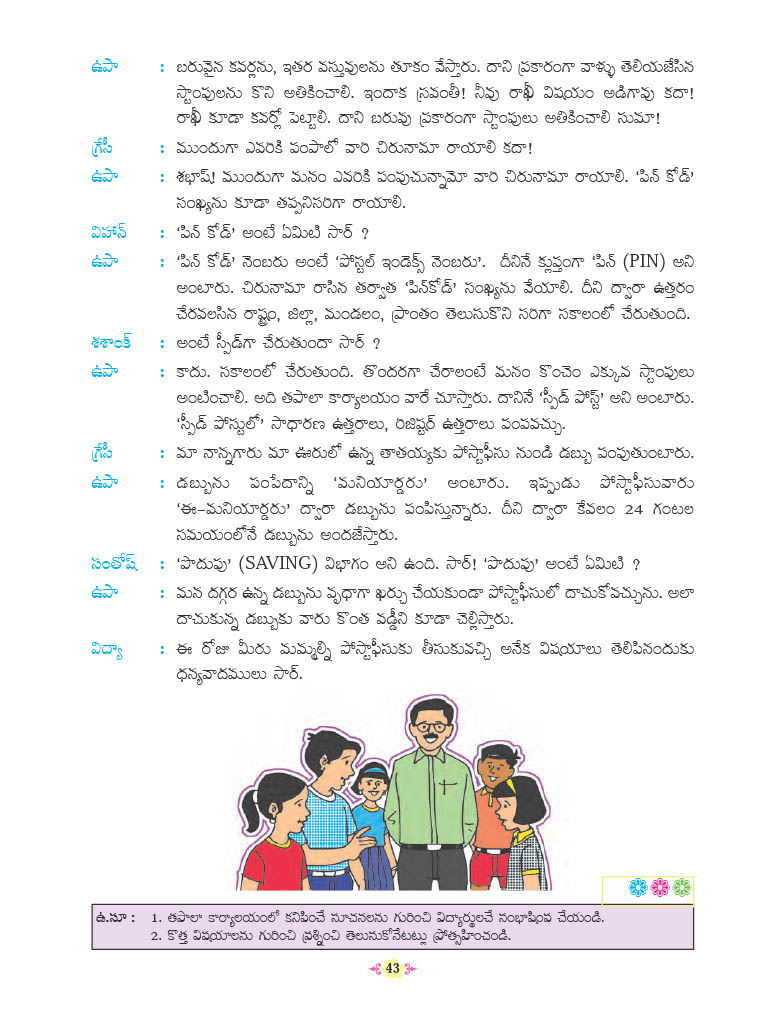 ఉపా : బరువైన కవర్లను, ఇతర వస్తువులను తూకం వేస్తారు. దాని ప్రకారంగా వాళ్ళు తెలియజేసిన
స్టాంపులను కొని అతికించాలి. ఇందాక స్రవంతీ! నీవు రాఖీ విషయం అడిగావు కదా!
రాఖీ కూడా కవర్లో పెట్టాలి. దాని బరువు ప్రకారంగా స్టాంపులు అతికించాలి సుమా!
గ్రేసీ : ముందుగా ఎవరికి పంపాలో వారి చిరునామా రాయాలి కదా!
ఉపా : శభాష్! ముందుగా మనం ఎవరికి పంపుచున్నామో వారి చిరునామా రాయాలి. ‘పిన్ కోడ్’
సంఖ్యను కూడా తప్పనిసరిగా రాయాలి.
విహాన్ : ‘పిన్ కోడ్’ అంటే ఏమిటి సార్ ?
ఉపా : ‘పిన్ కోడ్’ నెంబరు అంటే ‘పోస్టల్ ఇండెక్స్ నెంబరు’. దీనినే క్లుప్తంగా ‘పిన్ (PIN) అని
అంటారు. చిరునామా రాసిన తర్వాత ‘పిన్‌కోడ్’ సంఖ్యను వేయాలి. దీని ద్వారా ఉత్తరం
చేరవలసిన రాష్ట్రం, జిల్లా, మండలం, ప్రాంతం తెలుసుకొని సరిగా సకాలంలో చేరుతుంది.
శశాంక్ : అంటే స్పీడ్‌గా చేరుతుందా సార్ ?
ఉపా : కాదు. సకాలంలో చేరుతుంది. తొందరగా చేరాలంటే మనం కొంచెం ఎక్కువ స్టాంపులు
అంటించాలి. అది తపాలా కార్యాలయం వారే చూస్తారు. దానినే ‘స్పీడ్ పోస్ట్’ అని అంటారు.
‘స్పీడ్ పోస్టులో’ సాధారణ ఉత్తరాలు, రిజిష్టర్ ఉత్తరాలు పంపవచ్చు.
గ్రేసీ : మా నాన్నగారు మా ఊరులో ఉన్న తాతయ్యకు పోస్టాఫీసు నుండి డబ్బు పంపుతుంటారు.
ఉపా : డబ్బును పంపేదాన్ని ‘మనియార్డరు’ అంటారు. ఇప్పుడు పోస్టాఫీసువారు
‘ఈ-మనియార్డరు’ ద్వారా డబ్బును పంపిస్తున్నారు. దీని ద్వారా కేవలం 24 గంటల
సమయంలోనే డబ్బును అందజేస్తారు.
సంతోష్ : ‘పొదుపు’ (SAVING) విభాగం అని ఉంది. సార్! ‘పొదుపు’ అంటే ఏమిటి ?
ఉపా : మన దగ్గర ఉన్న డబ్బును వృధాగా ఖర్చు చేయకుండా పోస్టాఫీసులో దాచుకోవచ్చును. అలా
దాచుకున్న డబ్బుకు వారు కొంత వడ్డీని కూడా చెల్లిస్తారు.
విద్యా : ఈ రోజు మీరు మమ్మల్ని పోస్టాఫీసుకు తీసుకువచ్చి అనేక విషయాలు తెలిపినందుకు
ధన్యవాదములు సార్.
ఉ.సూ : 1. తపాలా కార్యాలయంలో కనిపించే సూచనలను గురించి విద్యార్థులచే సంభాషింప చేయండి.
2. కొత్త విషయాలను గురించి ప్రశ్నించి తెలుసుకోనేటట్లు ప్రోత్సహించండి.
43